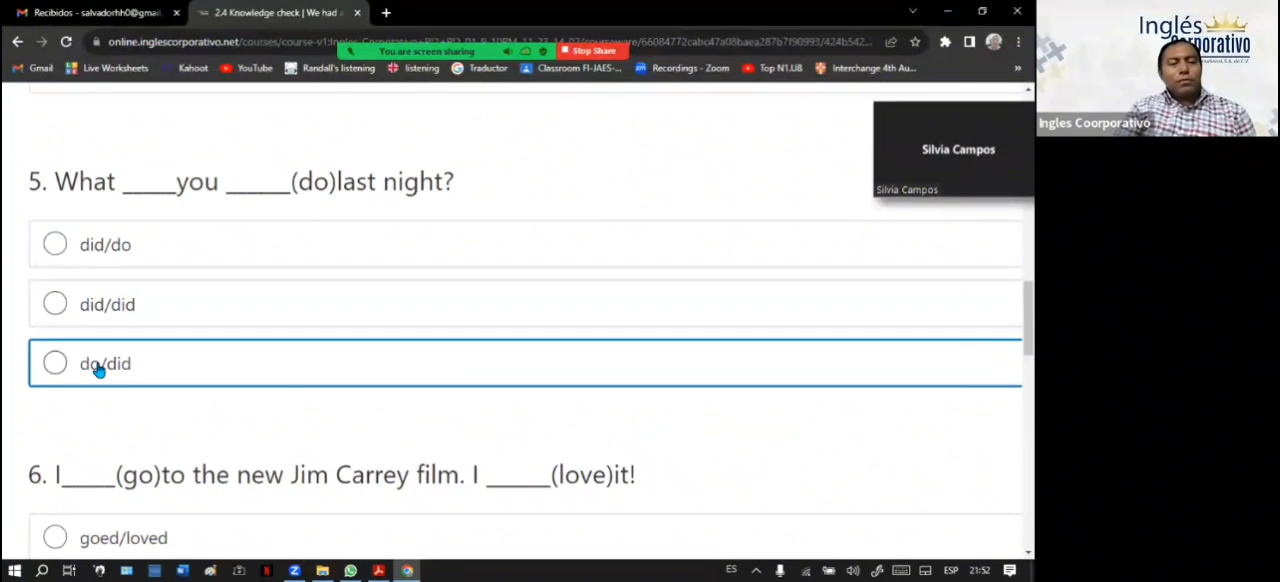 Recibidos - salvadorhh0@gmai
2.4 Knowledge check | We had a
online.inglescorporativo.net/courses/course-v1:
You are screen sharing
Stop Share
Gmail
Live Worksheets
Kahoot
YouTube
Randall's listening
listening
Traductor
Classroom FI-JAES-...
Recordings - Zoom
Top N1.U8
Interchange 4th Au...
»
Inglés
Corporativo
Ingles Coorporativo
Silvia Campos
Silvia Campos
5. What _____you ______(do)last night?
did/do
did/did
do/did
6. I_____(go)to the new Jim Carrey film. I ______(love)it!
goed/loved
ES
ESP
21:52